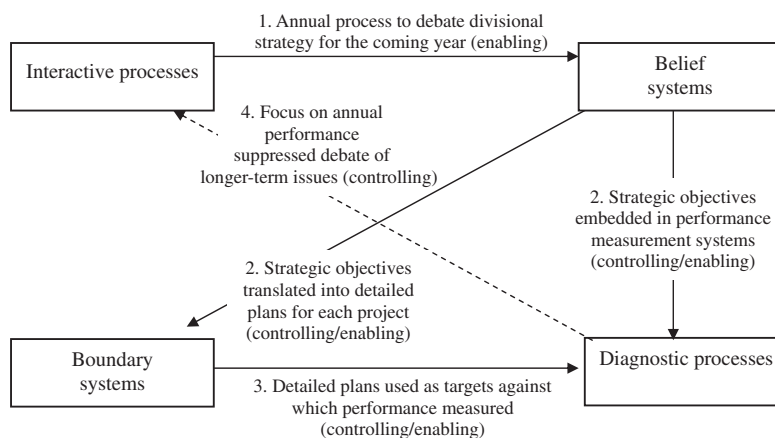 1. Annual process to debate divisional
strategy for the coming year (enabling)
Interactive processes
Belief
systems
4. Focus on annual
performance
suppressed debate of
longer-term issues (controlling)
2. Strategic objectives
embedded in performance
measurement systems
(controlling/enabling)
2. Strategic objectives
translated into detailed
plans for each project
(controlling/enabling)
Boundary
systems
Diagnostic processes
3. Detailed plans used as targets against
which performance measured
(controlling/enabling)